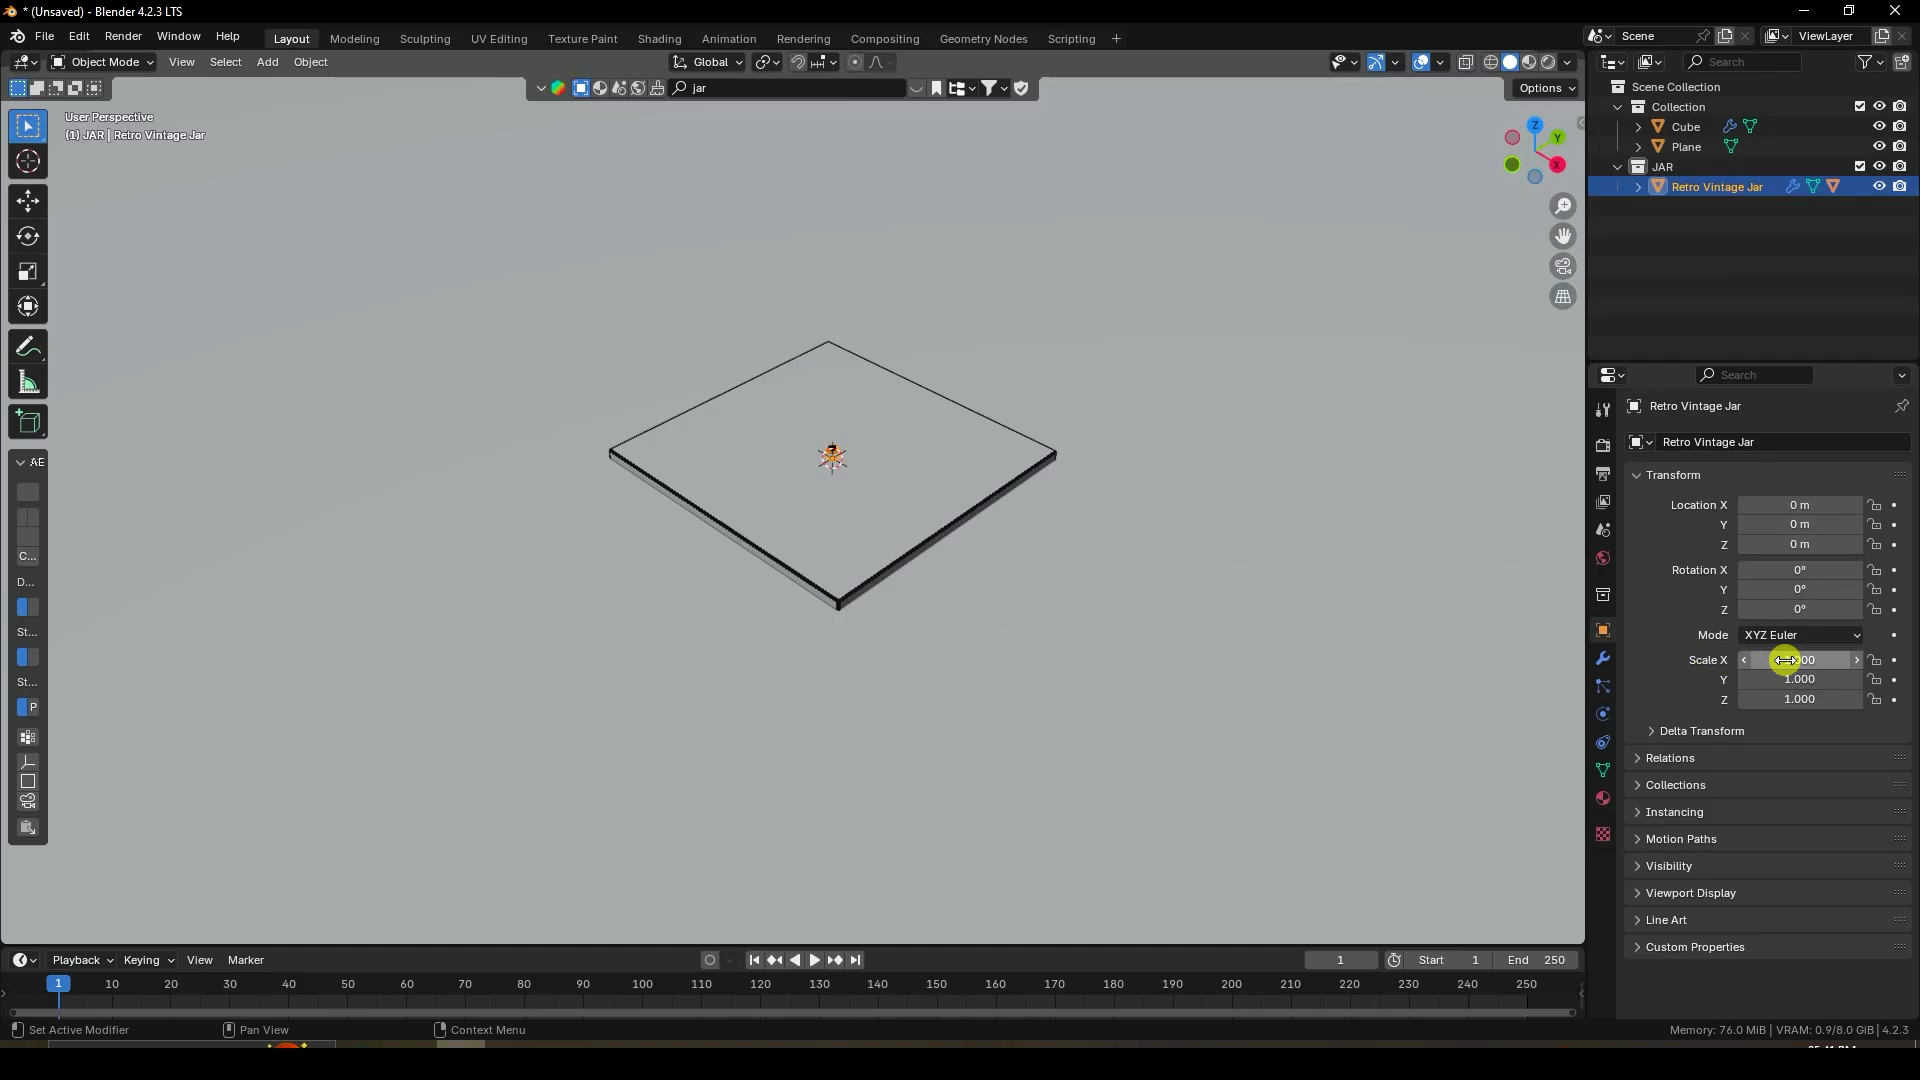 * (Unsaved) - Blender 4.2.3 LTS
File Edit Render Window Help Layout Modeling Sculpting UV Editing Texture Paint Shading Animation Rendering Compositing Geometry Nodes Scripting + Scene ViewLayer
Object Mode View Select Add Object Global Search
jar Options
User Perspective
(1) JAR | Retro Vintage Jar
Z
Y
X
Scene Collection
Collection
Cube
Plane
JAR
Retro Vintage Jar
Search
Retro Vintage Jar
Retro Vintage Jar
Transform
Location X 0 m
Y 0 m
Z 0 m
Rotation X 0°
Y 0°
Z 0°
Mode XYZ Euler
Scale X
Y 1.000
Z 1.000
Delta Transform
Relations
Collections
Instancing
Motion Paths
Visibility
Viewport Display
Line Art
Custom Properties
AE
C...
D...
St...
St...
P
Playback Keying View Marker 1 Start 1 End 250
1 10 20 30 40 50 60 70 80 90 100 110 120 130 140 150 160 170 180 190 200 210 220 230 240 250
Set Active Modifier Pan View Context Menu Memory: 76.0 MiB | VRAM: 0.9/8.0 GiB | 4.2.3